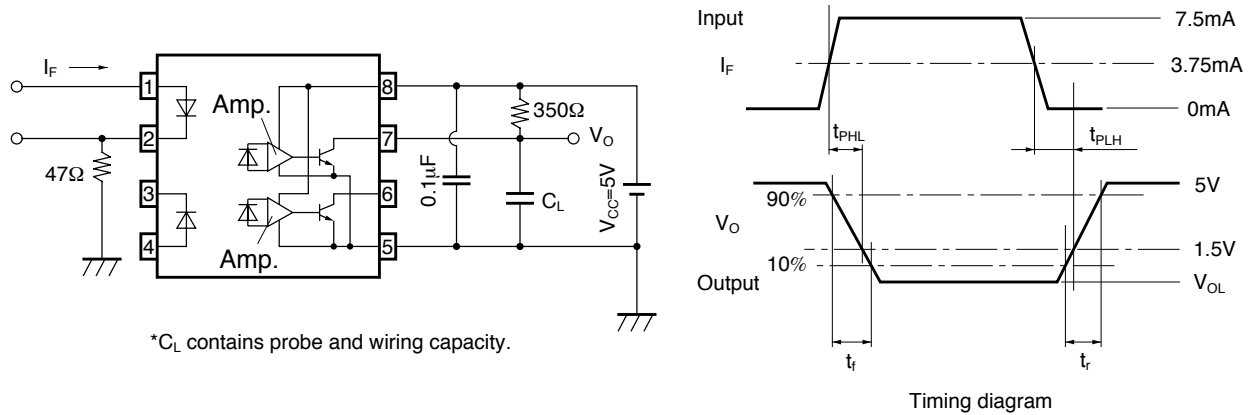 I_F
1
2
3
4
Amp.
Amp.
8
7
6
5
47Ω
0.1µF
350Ω
V_O
C_L
V_CC=5V
*C_L contains probe and wiring capacity.
Input
I_F
7.5mA
3.75mA
0mA
t_PHL
t_PLH
90%
V_O
10%
Output
5V
1.5V
V_OL
t_f
t_r
Timing diagram